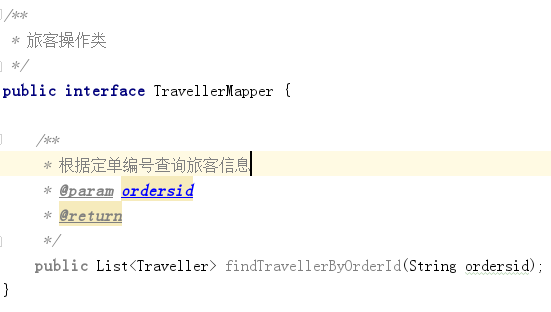 /**
 * 旅客操作类
 */
public interface TravellerMapper {
    /**
     * 根据定单编号查询旅客信息
     * @param ordersid
     * @return
     */
    public List<Traveller> findTravellerByOrderId(String ordersid);
}